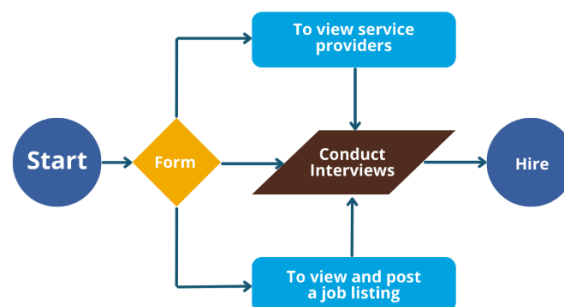 To view service
providers
Start
Form
Conduct
Interviews
Hire
To view and post
a job listing